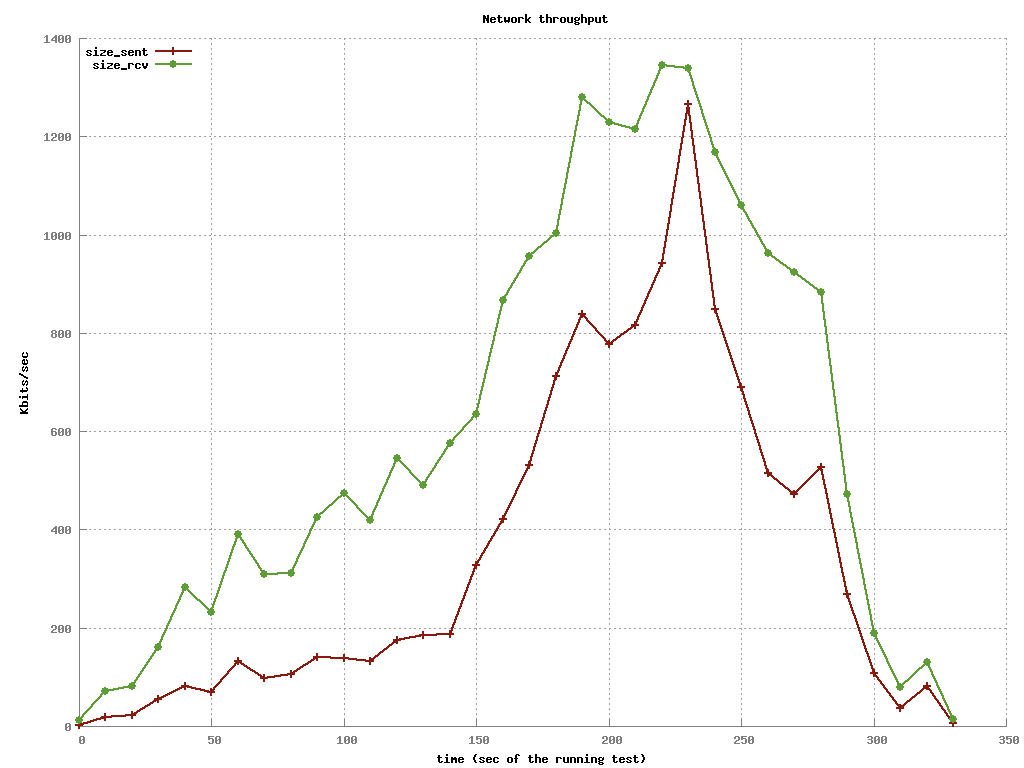 Network throughput
1400
size_sent
size_rcv
1200
1000
800
Kbits/sec
600
400
200
0
0 50 100 150 200 250 300 350
time (sec of the running test)